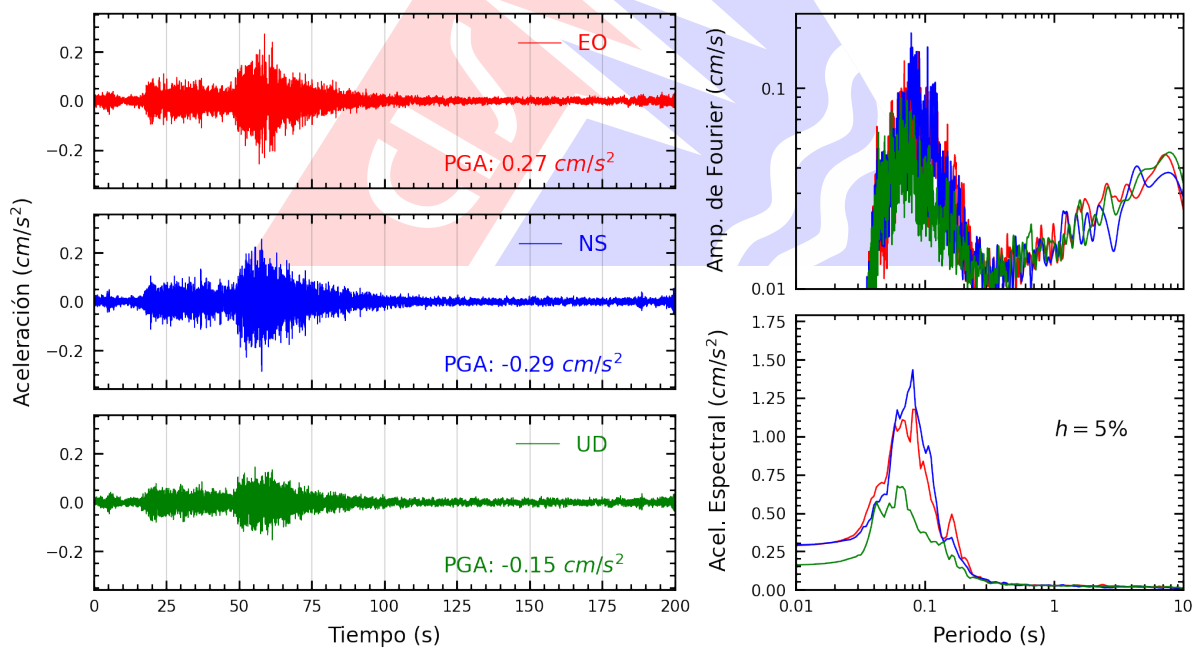 Aceleración (cm/s²)
0.2
0.0
−0.2
EO
PGA: 0.27 cm/s²
0.2
0.0
−0.2
NS
PGA: -0.29 cm/s²
0.2
0.0
−0.2
UD
PGA: -0.15 cm/s²
0 25 50 75 100 125 150 175 200
Tiempo (s)
Amp. de Fourier (cm/s)
0.1
0.01
Acel. Espectral (cm/s²)
1.75
1.50
1.25
1.00
0.75
0.50
0.25
0.00
h = 5%
0.01 0.1 1 10
Periodo (s)
CIS